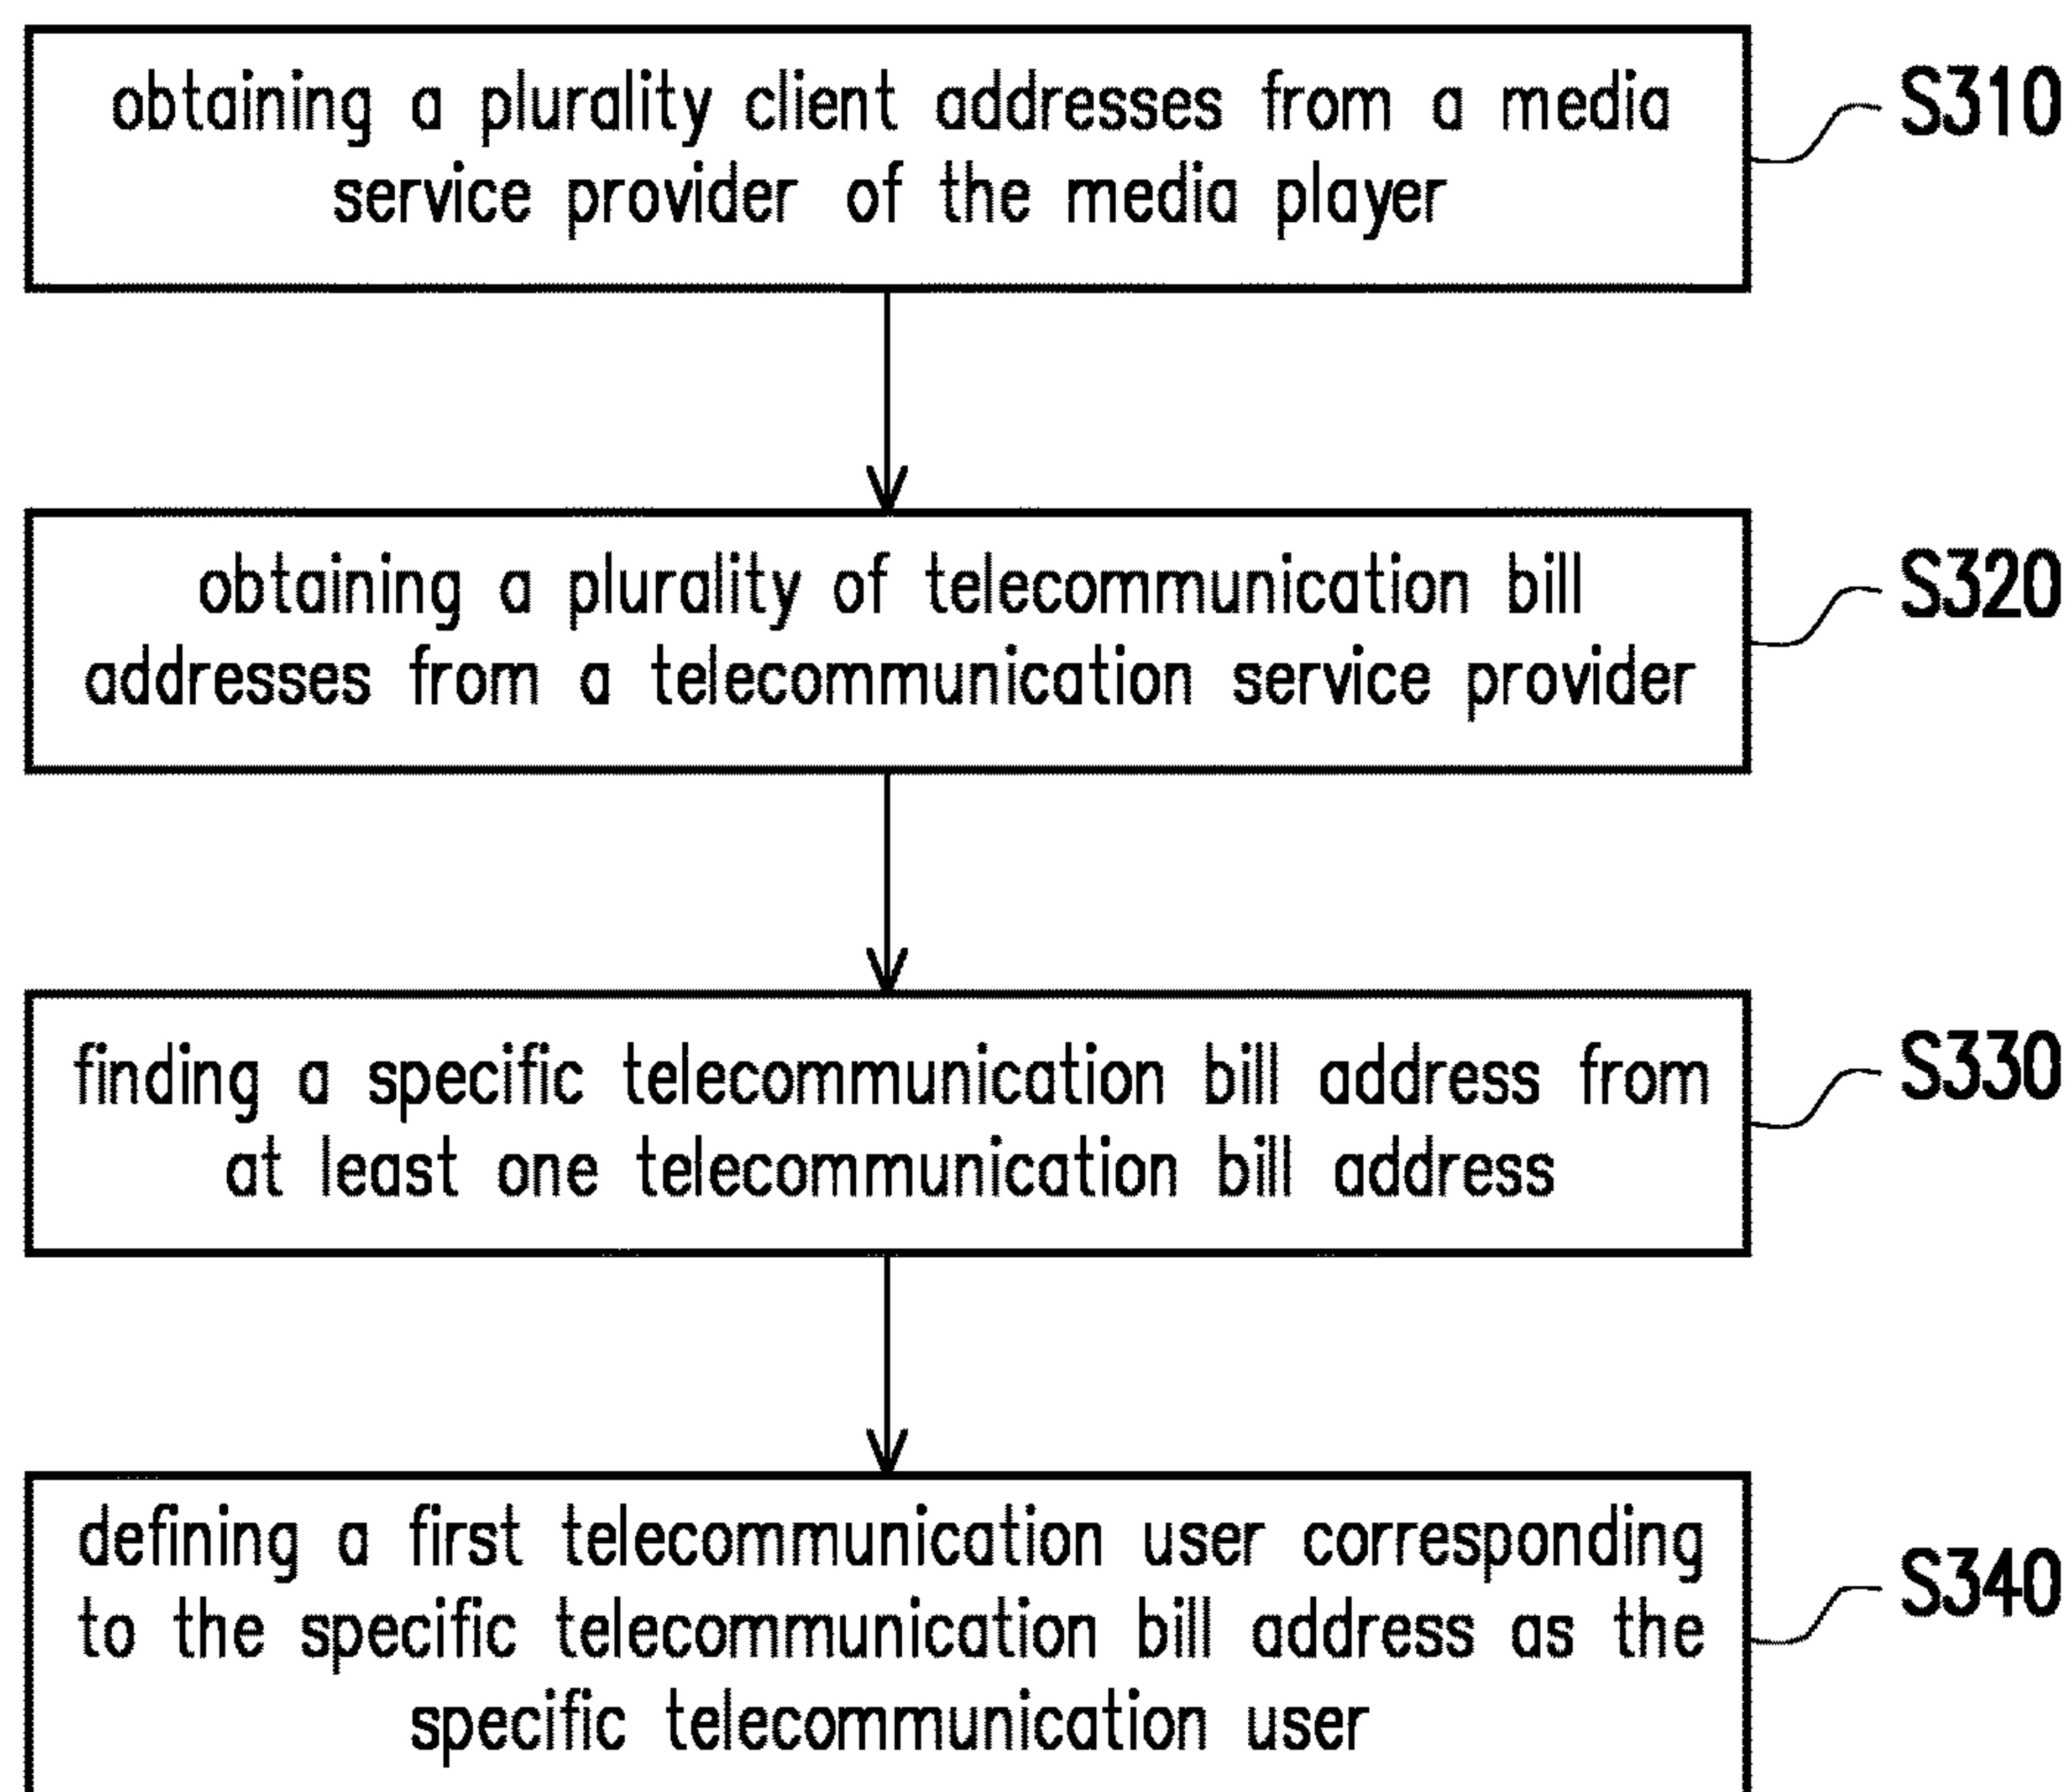 obtaining a plurality client addresses from a media
service provider of the media player
S310
obtaining a plurality of telecommunication bill
addresses from a telecommunication service provider
S320
finding a specific telecommunication bill address from
at least one telecommunication bill address
S330
defining a first telecommunication user corresponding
to the specific telecommunication bill address as the
specific telecommunication user
S340